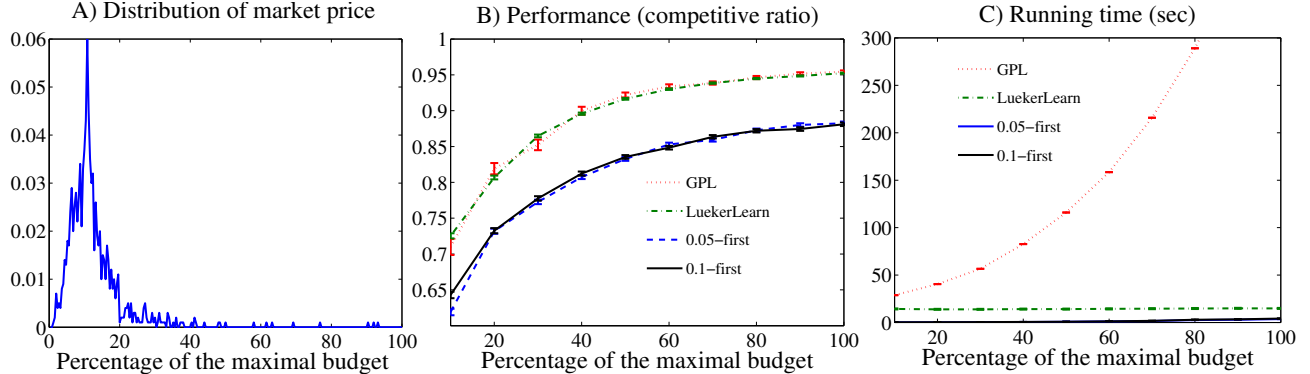 A) Distribution of market price
0.06
0.05
0.04
0.03
0.02
0.01
0
0 20 40 60 80 100
Percentage of the maximal budget
B) Performance (competitive ratio)
1
0.95
0.9
0.85
0.8
0.75
0.7
0.65
GPL
LuekerLearn
0.05−first
0.1−first
20 40 60 80 100
Percentage of the maximal budget
C) Running time (sec)
300
250
200
150
100
50
0
GPL
LuekerLearn
0.05−first
0.1−first
20 40 60 80 100
Percentage of the maximal budget